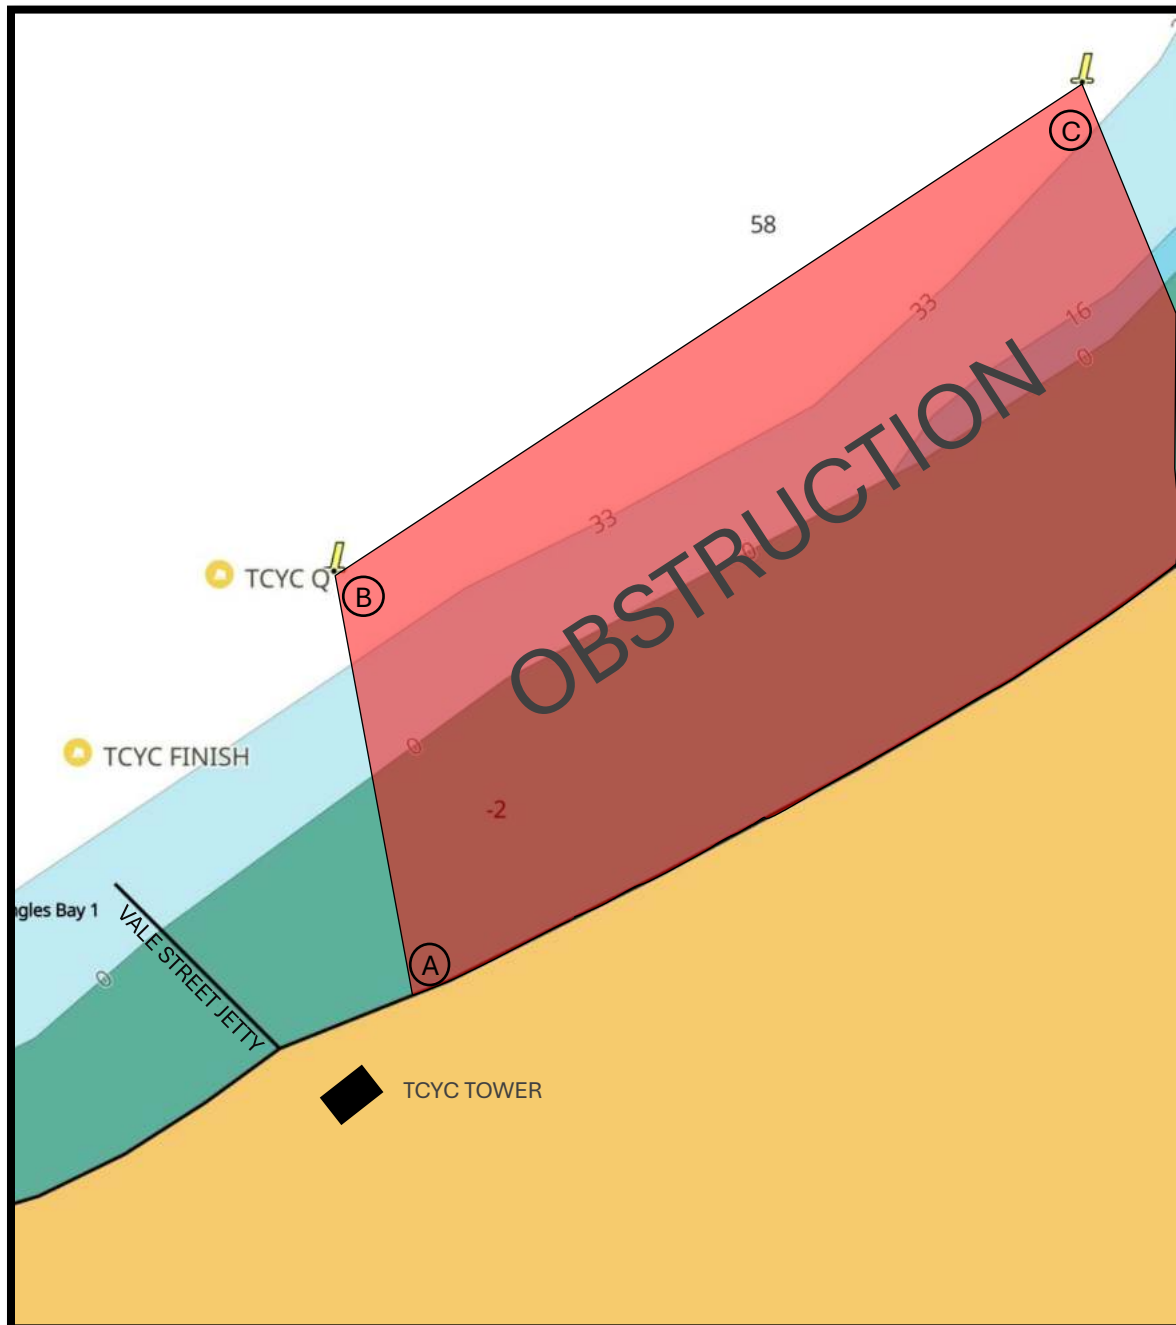 C
58
33
16
0
33
0
TCYC Q
B
OBSTRUCTION
0
TCYC FINISH
-2
ngles Bay 1
VALE STREET JETTY
A
0
TCYC TOWER